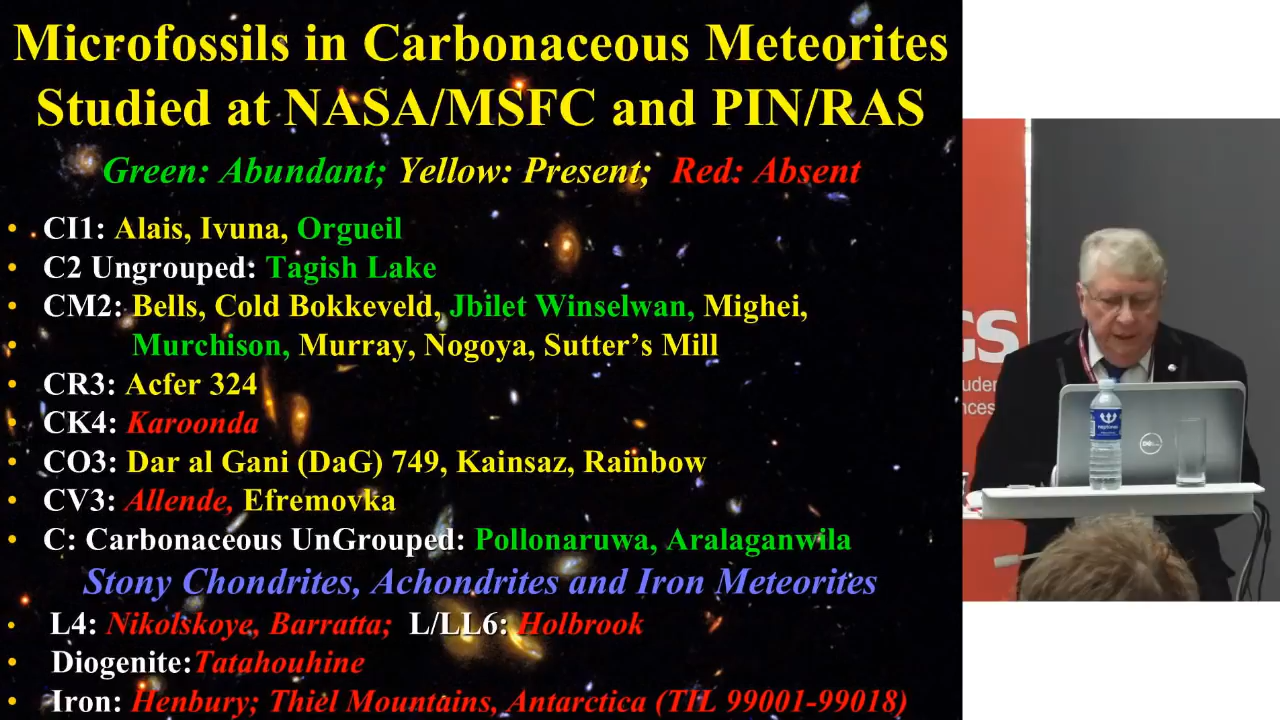 Microfossils in Carbonaceous Meteorites
Studied at NASA/MSFC and PIN/RAS
Green: Abundant; Yellow: Present; Red: Absent
• CI1: Alais, Ivuna, Orgueil
• C2 Ungrouped: Tagish Lake
• CM2: Bells, Cold Bokkeveld, Jbilet Winselwan, Mighei,
• Murchison, Murray, Nogoya, Sutter’s Mill
• CR3: Acfer 324
• CK4: Karoonda
• CO3: Dar al Gani (DaG) 749, Kainsaz, Rainbow
• CV3: Allende, Efremovka
• C: Carbonaceous UnGrouped: Pollonaruwa, Aralaganwila
Stony Chondrites, Achondrites and Iron Meteorites
• L4: Nikolskoye, Barratta; L/LL6: Holbrook
• Diogenite:Tatahouhine
• Iron: Henbury; Thiel Mountains, Antarctica (TIL 99001-99018)
GS
uder
nces
DELL